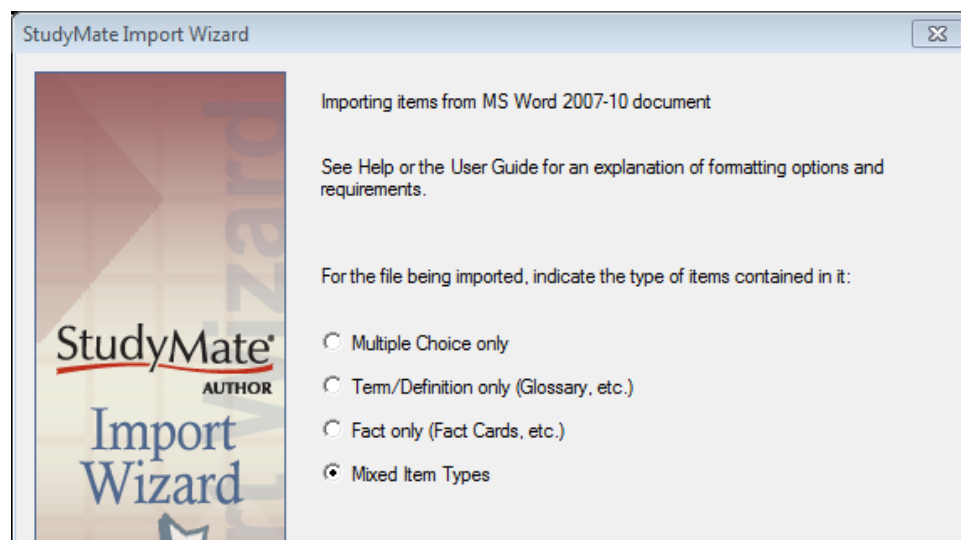 StudyMate Import Wizard
Importing items from MS Word 2007-10 document
See Help or the User Guide for an explanation of formatting options and
requirements.
For the file being imported, indicate the type of items contained in it:
Multiple Choice only
Term/Definition only (Glossary, etc.)
Fact only (Fact Cards, etc.)
Mixed Item Types
StudyMate®
AUTHOR
Import
Wizard
rt Wizard